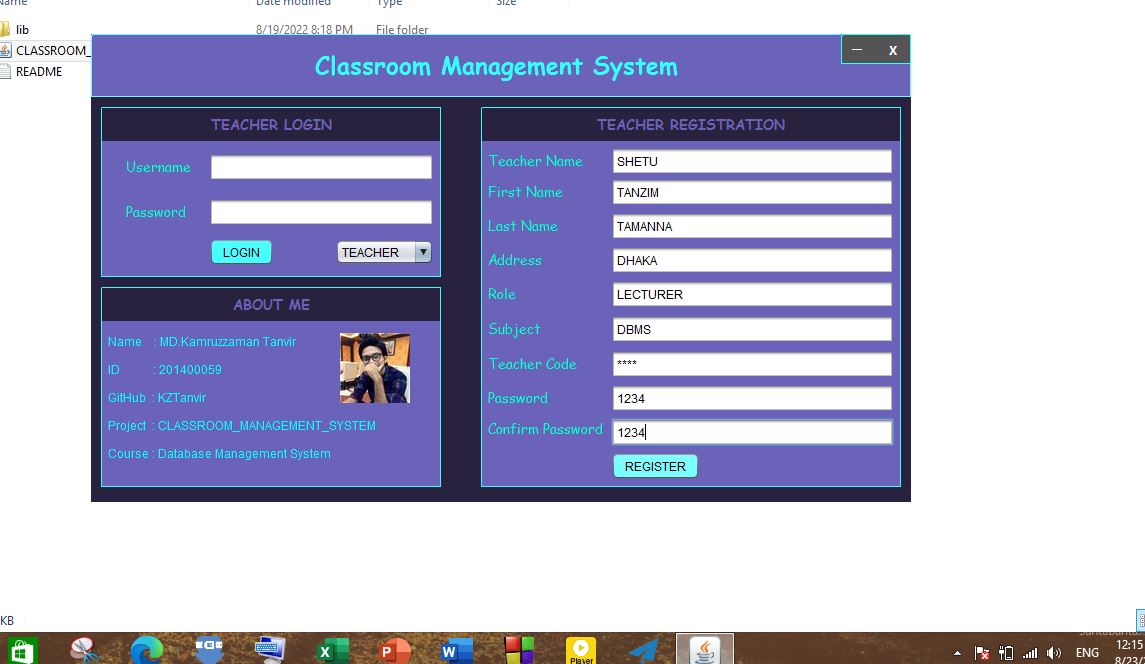 Name Date modified Type Size
lib 8/19/2022 8:18 PM File folder
CLASSROOM_
README
Classroom Management System
— X
TEACHER LOGIN
Username
Password
LOGIN TEACHER
ABOUT ME
Name : MD.Kamruzzaman Tanvir
ID : 201400059
GitHub : KZTanvir
Project : CLASSROOM_MANAGEMENT_SYSTEM
Course : Database Management System
TEACHER REGISTRATION
Teacher Name SHETU
First Name TANZIM
Last Name TAMANNA
Address DHAKA
Role LECTURER
Subject DBMS
Teacher Code ****
Password 1234
Confirm Password 1234
REGISTER
KB
Player
ENG
12:15
8/23/